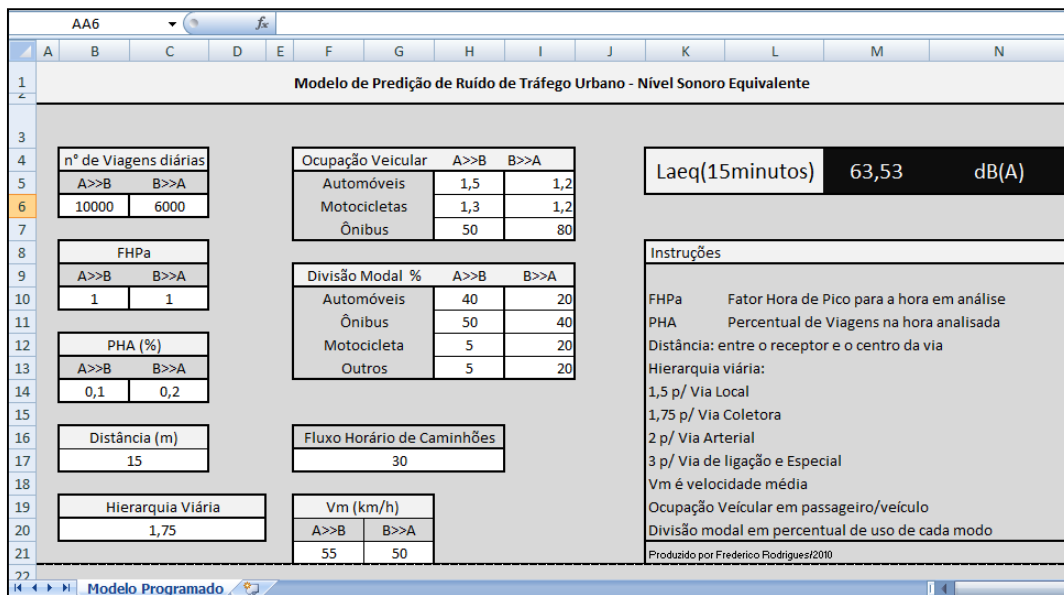 AA6 fx
A B C D E F G H I J K L M N
1 Modelo de Predição de Ruído de Tráfego Urbano - Nível Sonoro Equivalente
2
3
4 n° de Viagens diárias Ocupação Veicular A>>B B>>A
5 A>>B B>>A Automóveis 1,5 1,2 Laeq(15minutos) 63,53 dB(A)
6 10000 6000 Motocicletas 1,3 1,2
7 Ônibus 50 80
8 FHPa Instruções
9 A>>B B>>A Divisão Modal % A>>B B>>A
10 1 1 Automóveis 40 20 FHPa Fator Hora de Pico para a hora em análise
11 Ônibus 50 40 PHA Percentual de Viagens na hora analisada
12 PHA (%) Motocicleta 5 20 Distância: entre o receptor e o centro da via
13 A>>B B>>A Outros 5 20 Hierarquia viária:
14 0,1 0,2 1,5 p/ Via Local
15 1,75 p/ Via Coletora
16 Distância (m) Fluxo Horário de Caminhões 2 p/ Via Arterial
17 15 30 3 p/ Via de ligação e Especial
18 Vm é velocidade média
19 Hierarquia Viária Vm (km/h) Ocupação Veícular em passageiro/veículo
20 1,75 A>>B B>>A Divisão modal em percentual de uso de cada modo
21 55 50 Produzido por Frederico Rodrigues/2010
22
Modelo Programado